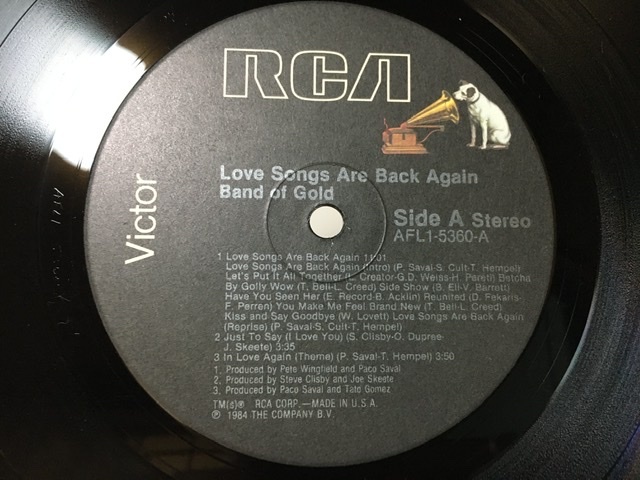 RCA
Victor
Love Songs Are Back Again
Band of Gold
Side A Stereo
AFL1-5360-A
1 Love Songs Are Back Again 11:01
Love Songs Are Back Again (Intro) (P. Saval-S. Cult-T. Hempel)
Let's Put It All Together (L. Creator-G.D. Weiss-H. Pereti) Betcha
By Golly Wow (T. Bell-L. Creed) Side Show (B. Eli-V. Barrett)
Have You Seen Her (E. Record-B. Acklin) Reunited (D. Fekaris-
F. Perren) You Make Me Feel Brand New (T. Bell-L. Creed)
Kiss and Say Goodbye (W. Lovett) Love Songs Are Back Again
(Reprise) (P. Saval-S. Cult-T. Hempel)
2 Just To Say (I Love You) (S. Clisby-O. Dupree-
J. Skeete) 3:35
3 In Love Again (Theme) (P. Saval-T. Hempel) 3:50
1. Produced by Pete Wingfield and Paco Saval
2. Produced by Steve Clisby and Joe Skeete
3. Produced by Paco Saval and Tato Gomez
TM(s)® RCA CORP.—MADE IN U.S.A.
℗ 1984 THE COMPANY B.V.